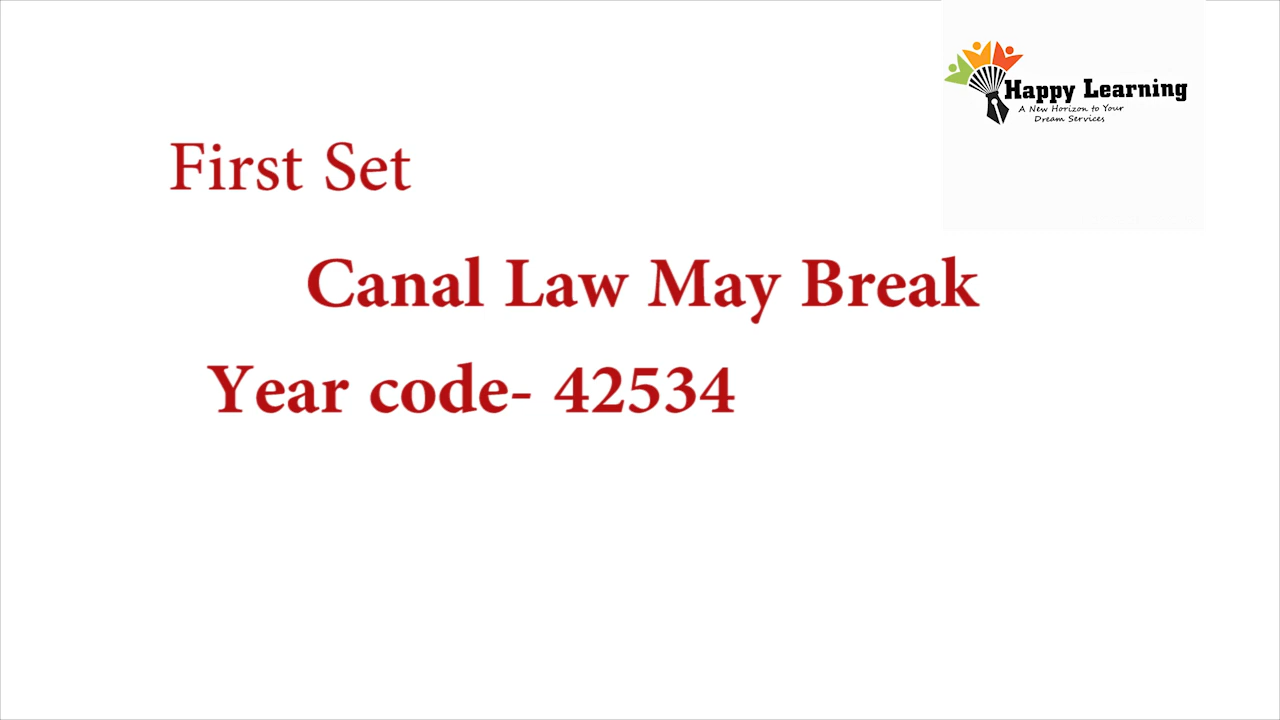 Happy Learning
A New Horizon to Your
Dream Services
First Set
Canal Law May Break
Year code- 42534